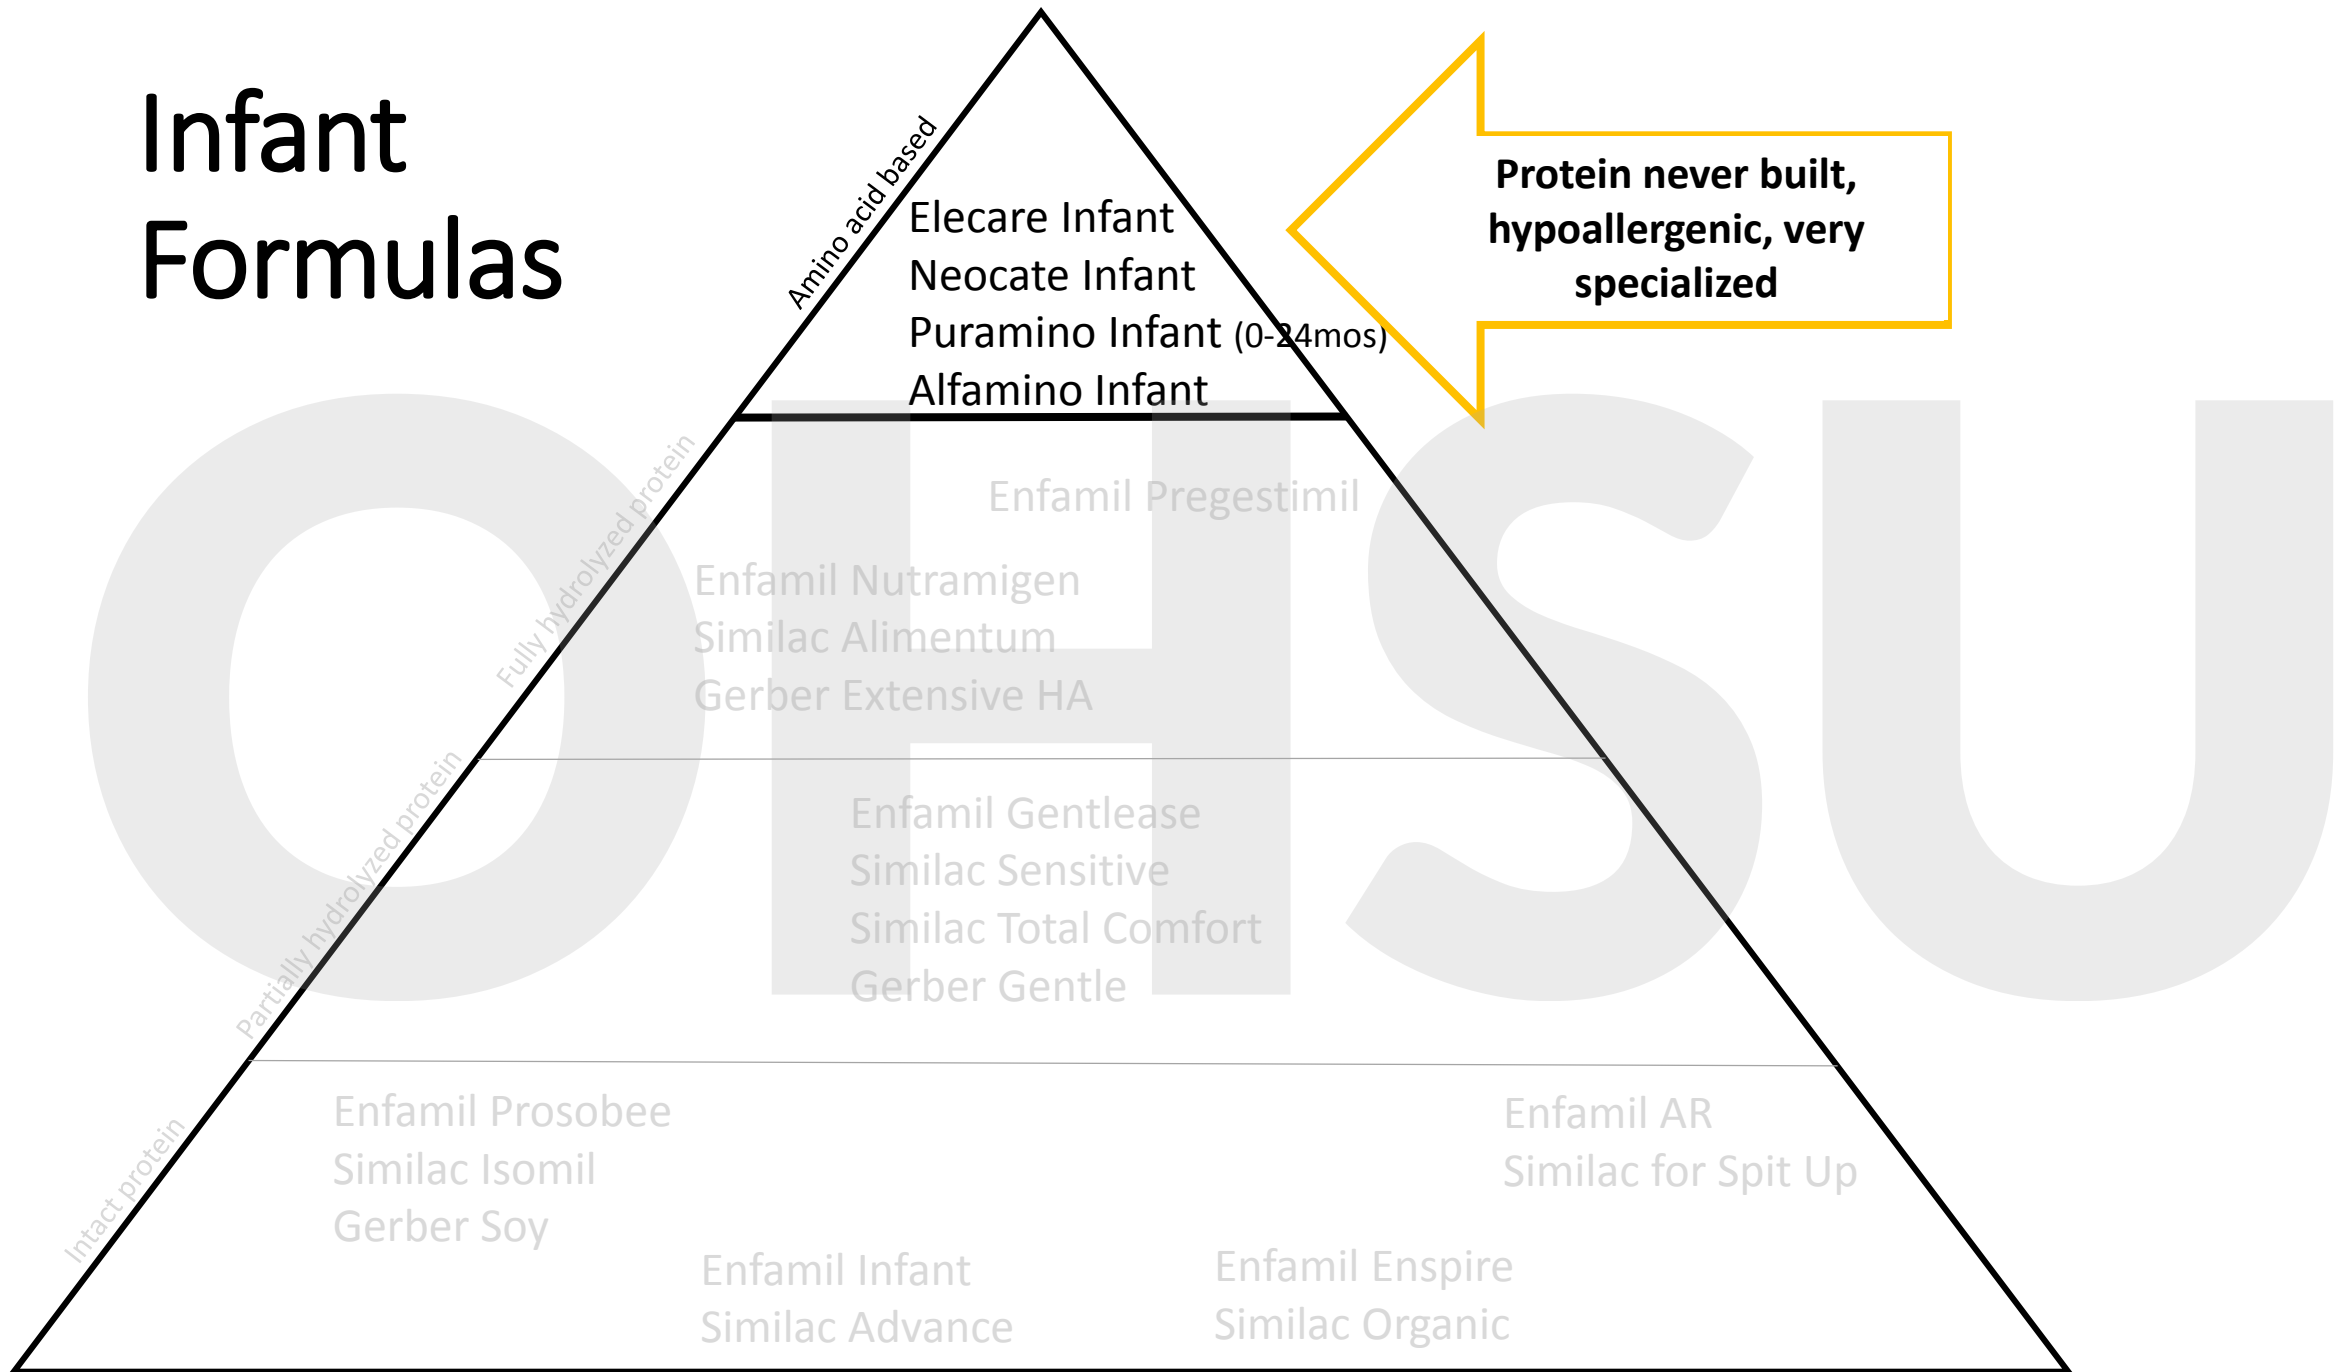 Infant
Formulas
Amino acid based
Elecare Infant
Neocate Infant
Puramino Infant (0-24mos)
Alfamino Infant
Protein never built,
hypoallergenic, very
specialized
Fully hydrolyzed protein
Enfamil Pregestimil
Enfamil Nutramigen
Similac Alimentum
Gerber Extensive HA
OHSU
Partially hydrolyzed protein
Enfamil Gentlease
Similac Sensitive
Similac Total Comfort
Gerber Gentle
Intact protein
Enfamil Prosobee
Similac Isomil
Gerber Soy
Enfamil AR
Similac for Spit Up
Enfamil Infant
Similac Advance
Enfamil Enspire
Similac Organic